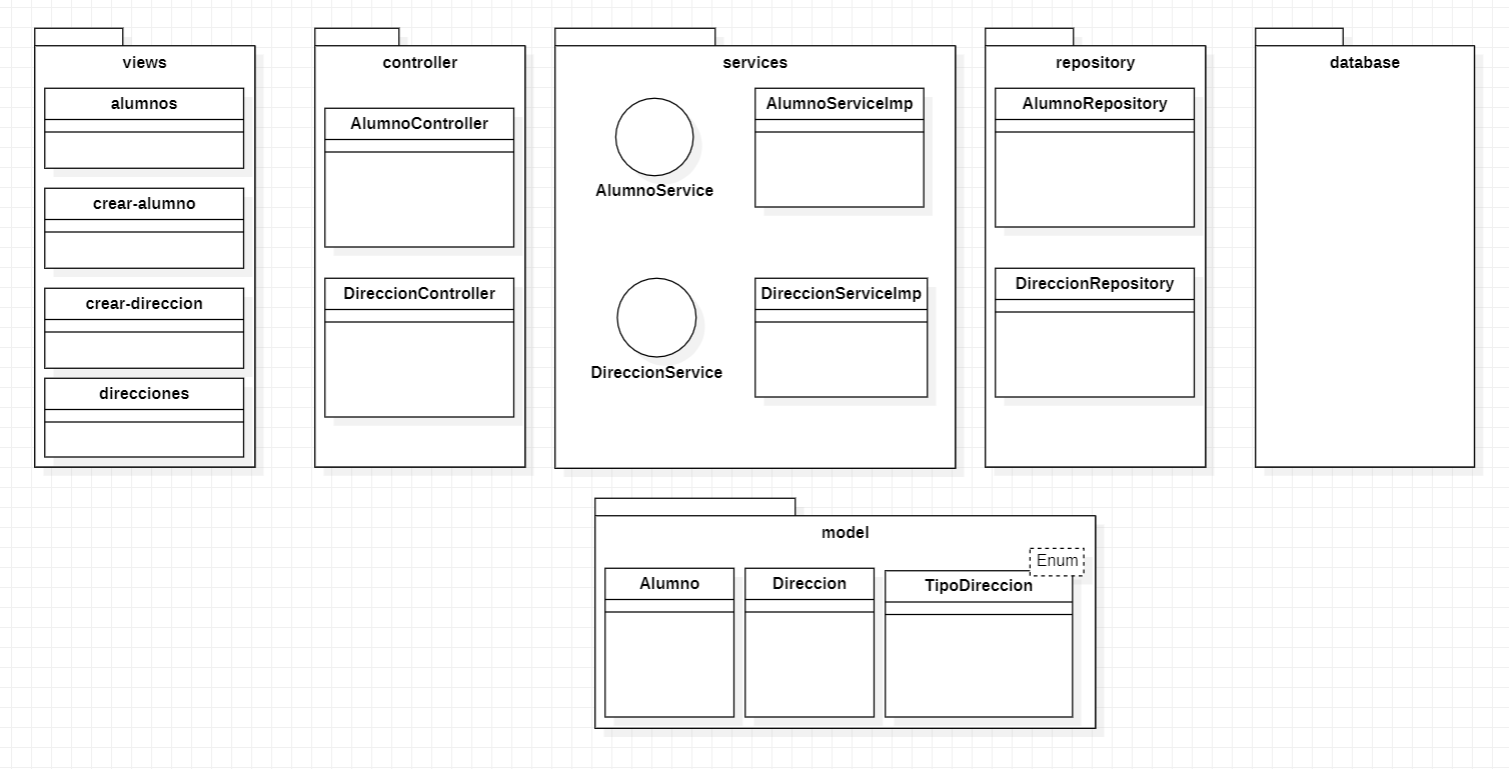 views
alumnos
crear-alumno
crear-direccion
direcciones
controller
AlumnoController
DireccionController
services
AlumnoService
AlumnoServiceImp
DireccionService
DireccionServiceImp
repository
AlumnoRepository
DireccionRepository
database
model
Alumno
Direccion
Enum
TipoDireccion